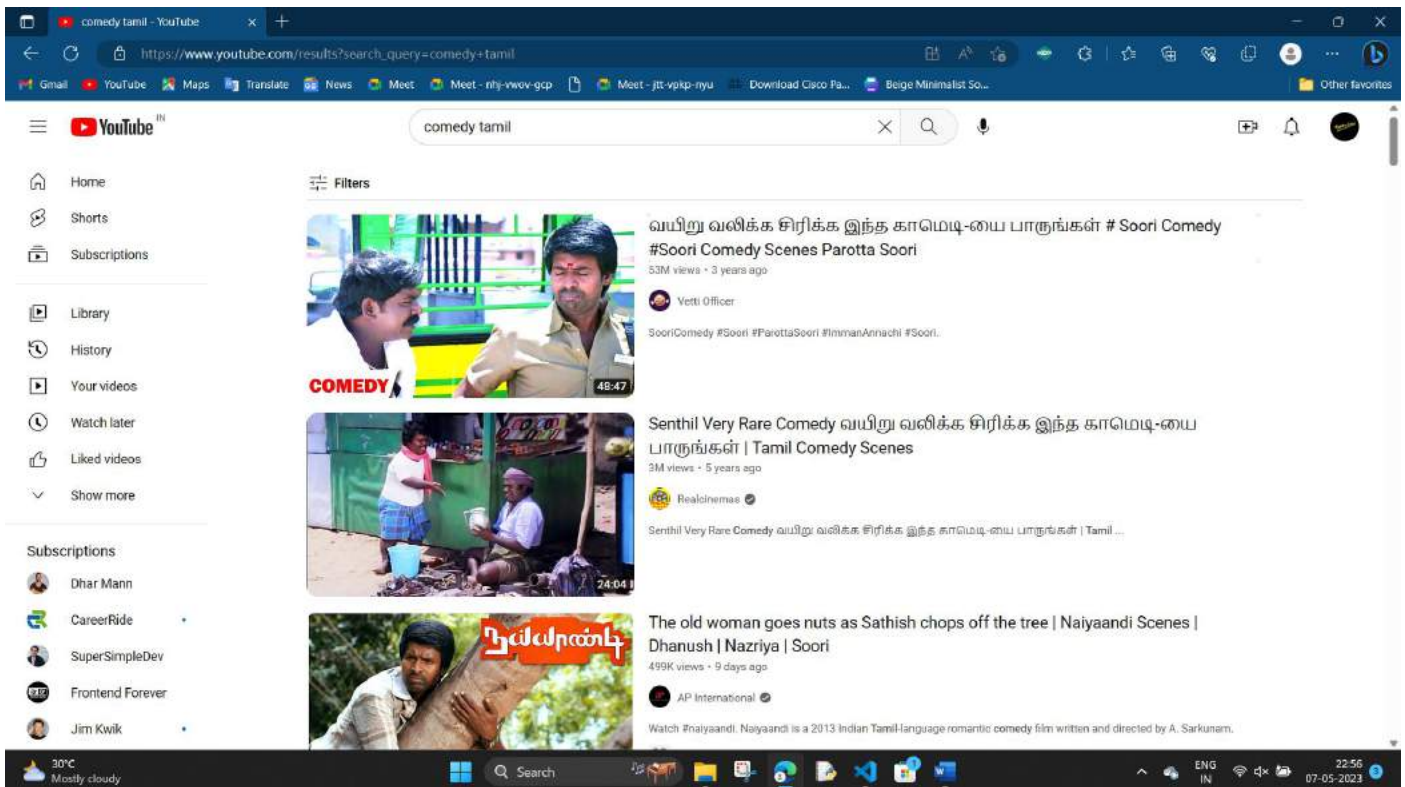 comedy tamil - YouTube
https://www.youtube.com/results?search_query=comedy+tamil
Gmail YouTube Maps Translate News Meet Meet - nhj-vwov-gcp Meet - jtt-vpkp-nyu Download Cisco Pa... Beige Minimalist So... Other favorites
YouTube IN
comedy tamil
Home
Shorts
Subscriptions
Library
History
Your videos
Watch later
Liked videos
Show more
Subscriptions
Dhar Mann
CareerRide
SuperSimpleDev
Frontend Forever
Jim Kwik
Filters
COMEDY
48:47
வயிறு வலிக்க சிரிக்க இந்த காமெடி-யை பாருங்கள் # Soori Comedy
#Soori Comedy Scenes Parotta Soori
53M views • 3 years ago
Vetti Officer
SooriComedy #Soori #ParottaSoori #ImmanAnnachi #Soori.
24:04
Senthil Very Rare Comedy வயிறு வலிக்க சிரிக்க இந்த காமெடி-யை
பாருங்கள் | Tamil Comedy Scenes
3M views • 5 years ago
Realcinemas
Senthil Very Rare Comedy வயிறு வலிக்க சிரிக்க இந்த காமெடி-யை பாருங்கள் | Tamil ...
நய்யாண்டி
The old woman goes nuts as Sathish chops off the tree | Naiyaandi Scenes |
Dhanush | Nazriya | Soori
499K views • 9 days ago
AP International
Watch #naiyaandi. Naiyaandi is a 2013 Indian Tamil-language romantic comedy film written and directed by A. Sarkunam.
30°C
Mostly cloudy
Search
ENG
IN
22:56
07-05-2023
3